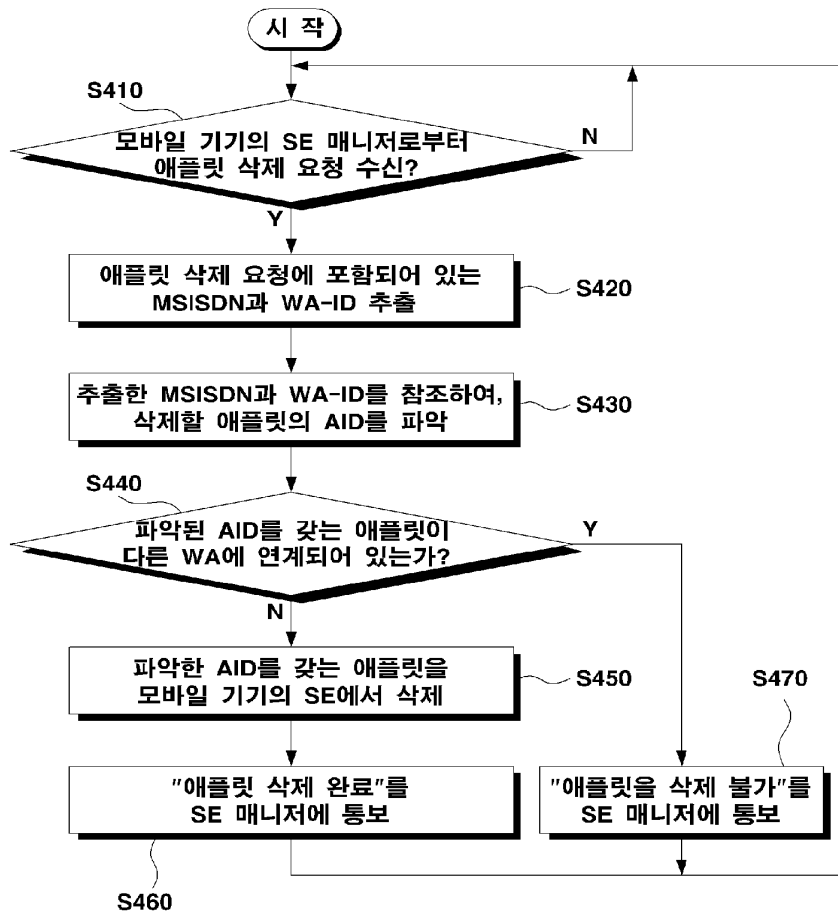 시 작
S410
모바일 기기의 SE 매니저로부터
애플릿 삭제 요청 수신?
N
Y
애플릿 삭제 요청에 포함되어 있는
MSISDN과 WA-ID 추출
S420
추출한 MSISDN과 WA-ID를 참조하여,
삭제할 애플릿의 AID를 파악
S430
S440
파악된 AID를 갖는 애플릿이
다른 WA에 연계되어 있는가?
Y
N
파악한 AID를 갖는 애플릿을
모바일 기기의 SE에서 삭제
S450
S470
"애플릿 삭제 완료"를
SE 매니저에 통보
"애플릿을 삭제 불가"를
SE 매니저에 통보
S460